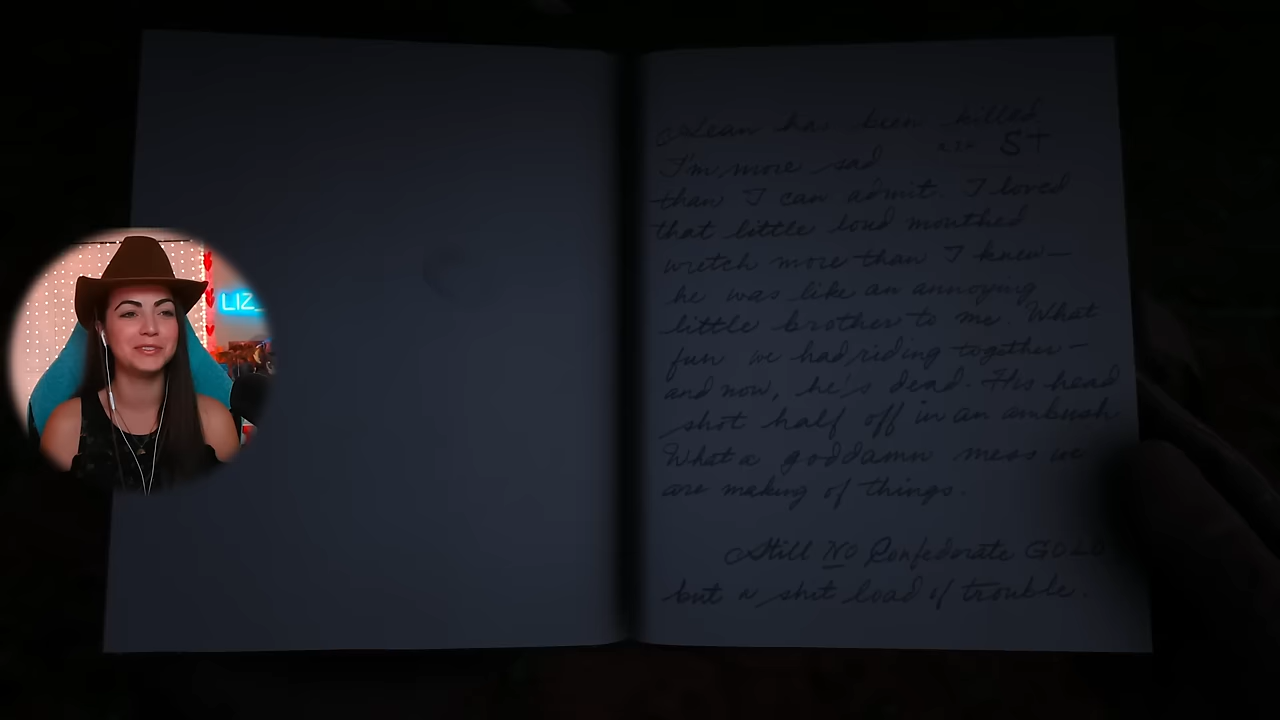 LIZ
Sean has been killed
I'm more sad
than I can admit. I loved
that little loud mouthed
wretch more than I knew—
he was like an annoying
little brother to me. What
fun we had riding together—
and now, he's dead. His head
shot half off in an ambush.
What a goddamn mess we
are making of things.
Still NO Confederate GOLD
but a shit load of trouble.